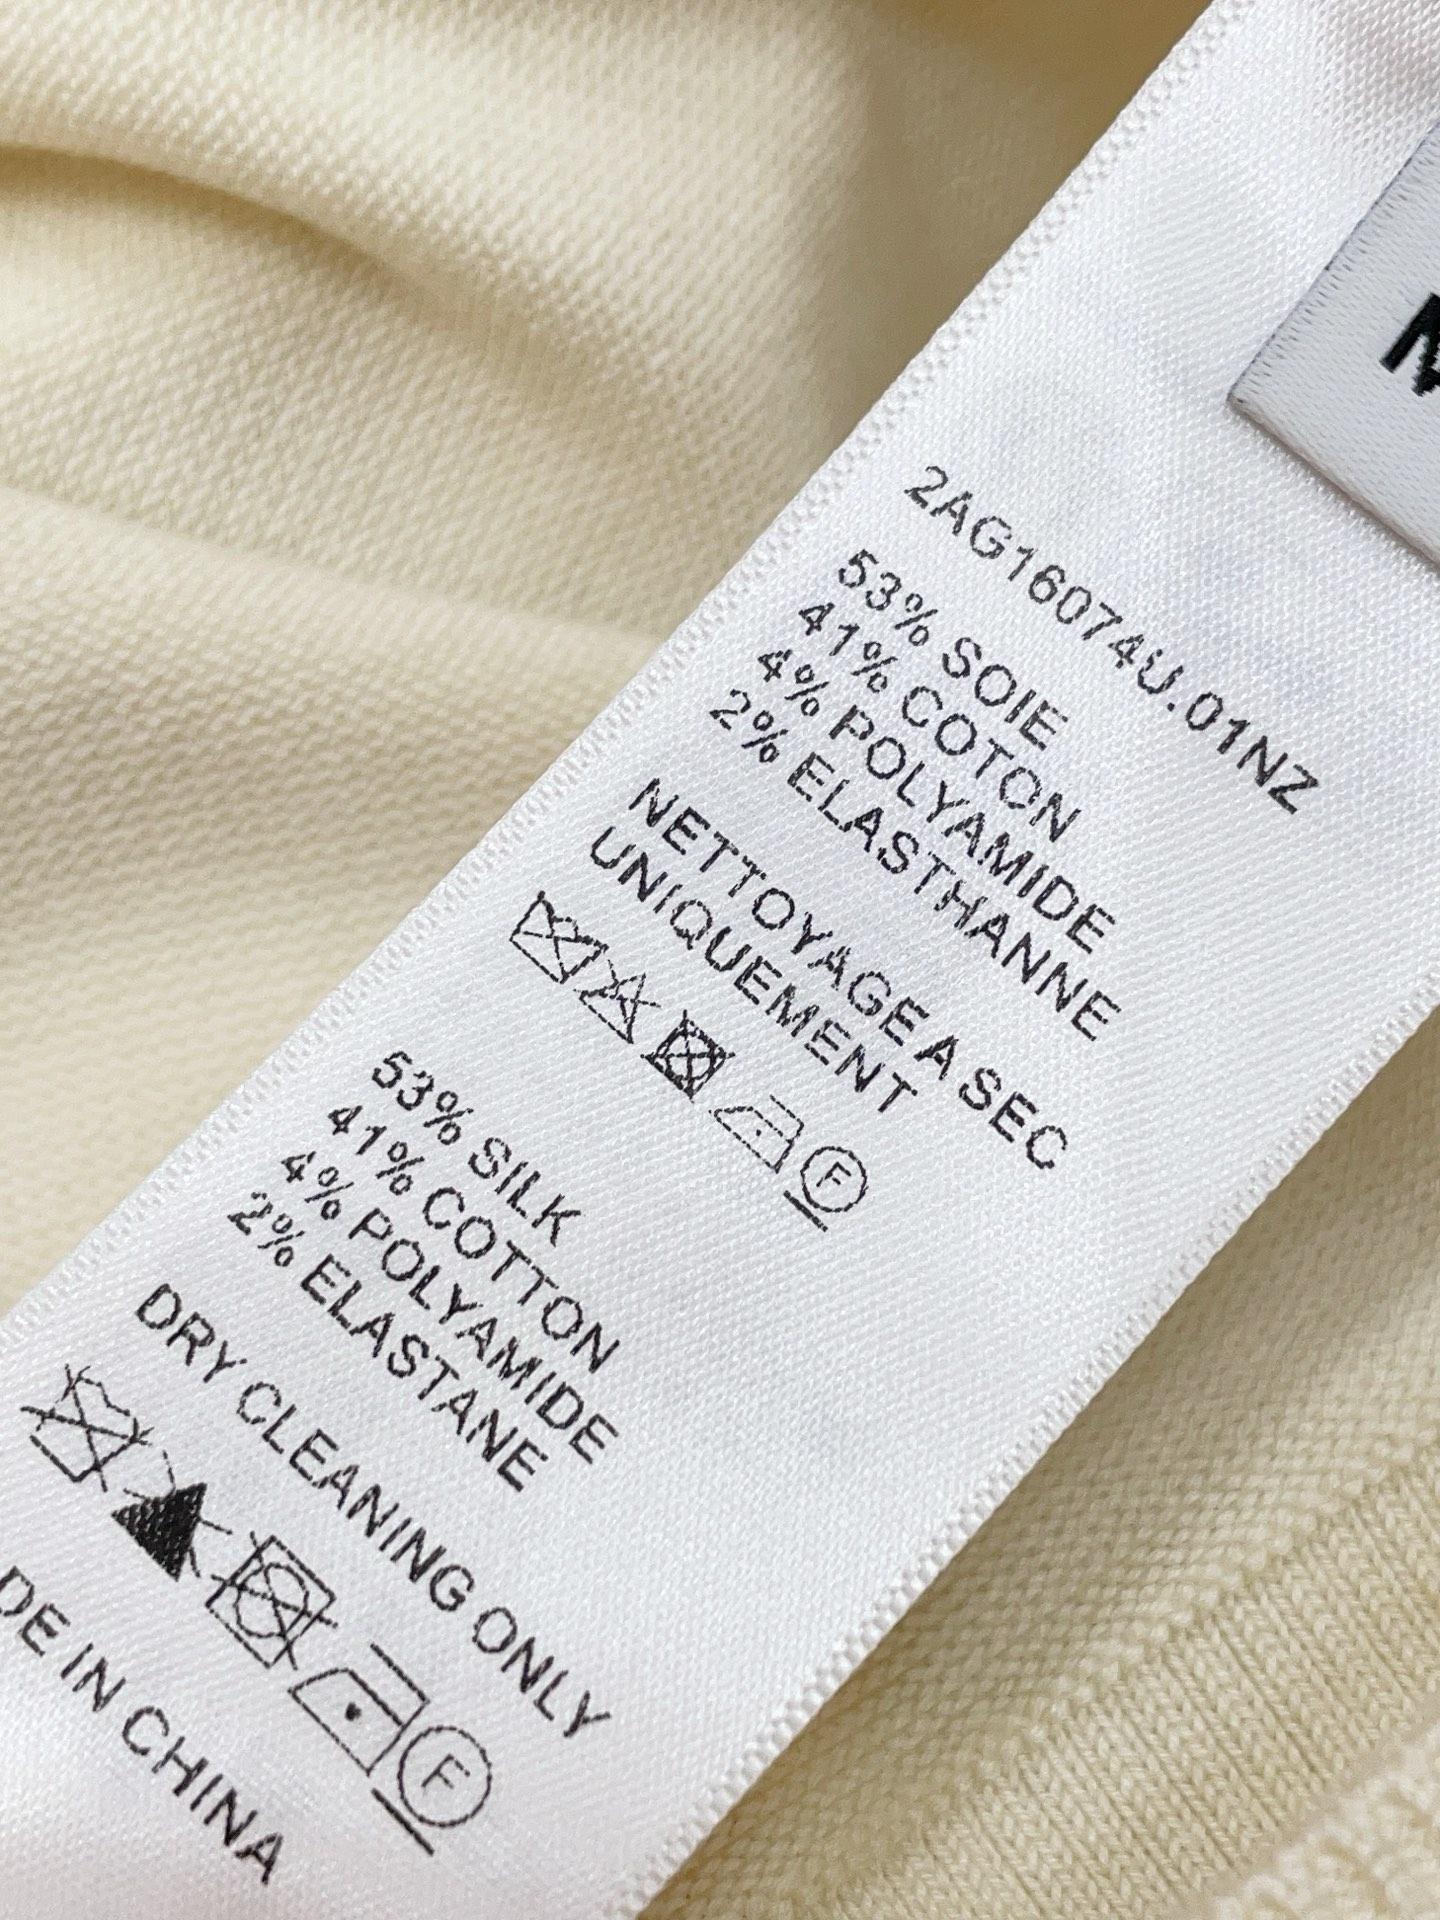 M
2AG16074U.01NZ
53% SOIE
41% COTON
4% POLYAMIDE
2% ELASTHANNE
NETTOYAGE A SEC
UNIQUEMENT
F
53% SILK
41% COTTON
4% POLYAMIDE
2% ELASTANE
DRY CLEANING ONLY
F
DE IN CHINA